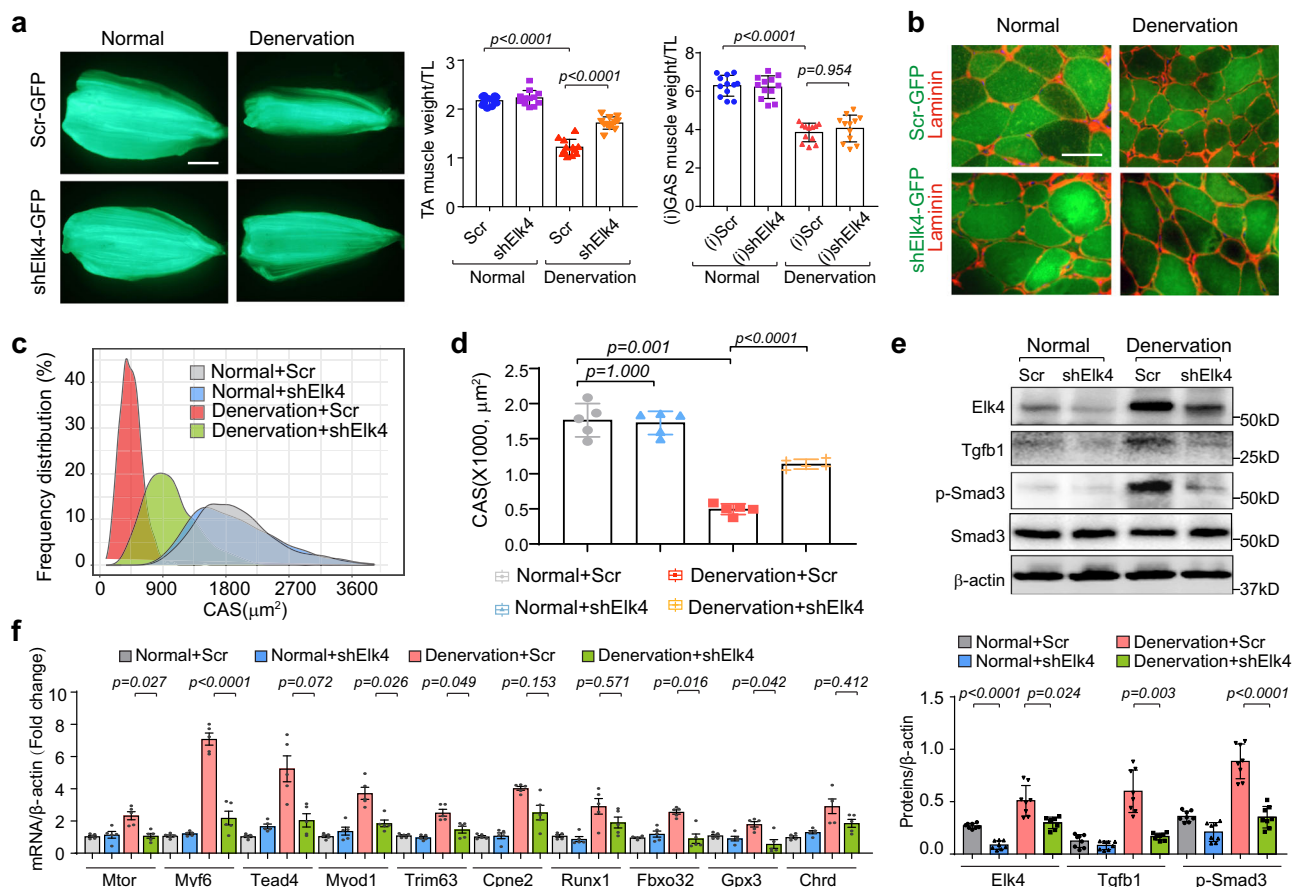 a
Normal Denervation
Scr-GFP
shElk4-GFP
TA muscle weight/TL
3
2
1
0
p<0.0001
p<0.0001
Scr shElk4 Scr shElk4
Normal Denervation
(i)GAS muscle weight/TL
8
6
4
2
0
p<0.0001
p=0.954
(i)Scr (i)shElk4 (i)Scr (i)shElk4
Normal Denervation
b
Normal Denervation
Scr-GFP
Laminin
shElk4-GFP
Laminin
c
Frequency distribution (%)
40
30
20
10
0
Normal+Scr
Normal+shElk4
Denervation+Scr
Denervation+shElk4
0 900 1800 2700 3600
CAS(μm²)
d
CAS(X1000, μm²)
2.5
2.0
1.5
1.0
0.5
0.0
p=0.001
p<0.0001
p=1.000
Normal+Scr Denervation+Scr
Normal+shElk4 Denervation+shElk4
e
Normal Denervation
Scr shElk4 Scr shElk4
Elk4 50kD
Tgfb1 25kD
p-Smad3 50kD
Smad3 50kD
β-actin 37kD
Normal+Scr Denervation+Scr
Normal+shElk4 Denervation+shElk4
Proteins/β-actin
1.5
1.0
0.5
0.0
p<0.0001 p=0.024 p=0.003 p<0.0001
Elk4 Tgfb1 p-Smad3
f
Normal+Scr Normal+shElk4 Denervation+Scr Denervation+shElk4
mRNA/β-actin (Fold change)
10
8
6
4
2
0
p=0.027 p<0.0001 p=0.072 p=0.026 p=0.049 p=0.153 p=0.571 p=0.016 p=0.042 p=0.412
Mtor Myf6 Tead4 Myod1 Trim63 Cpne2 Runx1 Fbxo32 Gpx3 Chrd